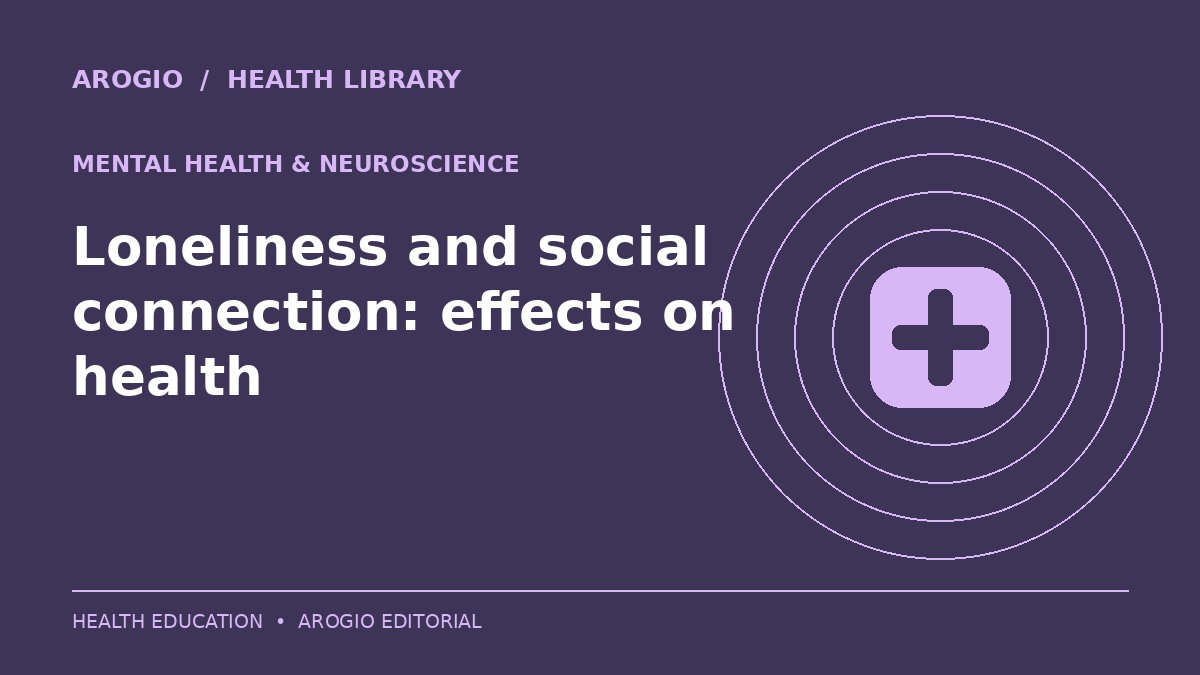 AROGIO / HEALTH LIBRARY
MENTAL HEALTH & NEUROSCIENCE
Loneliness and social
connection: effects on
health
HEALTH EDUCATION • AROGIO EDITORIAL